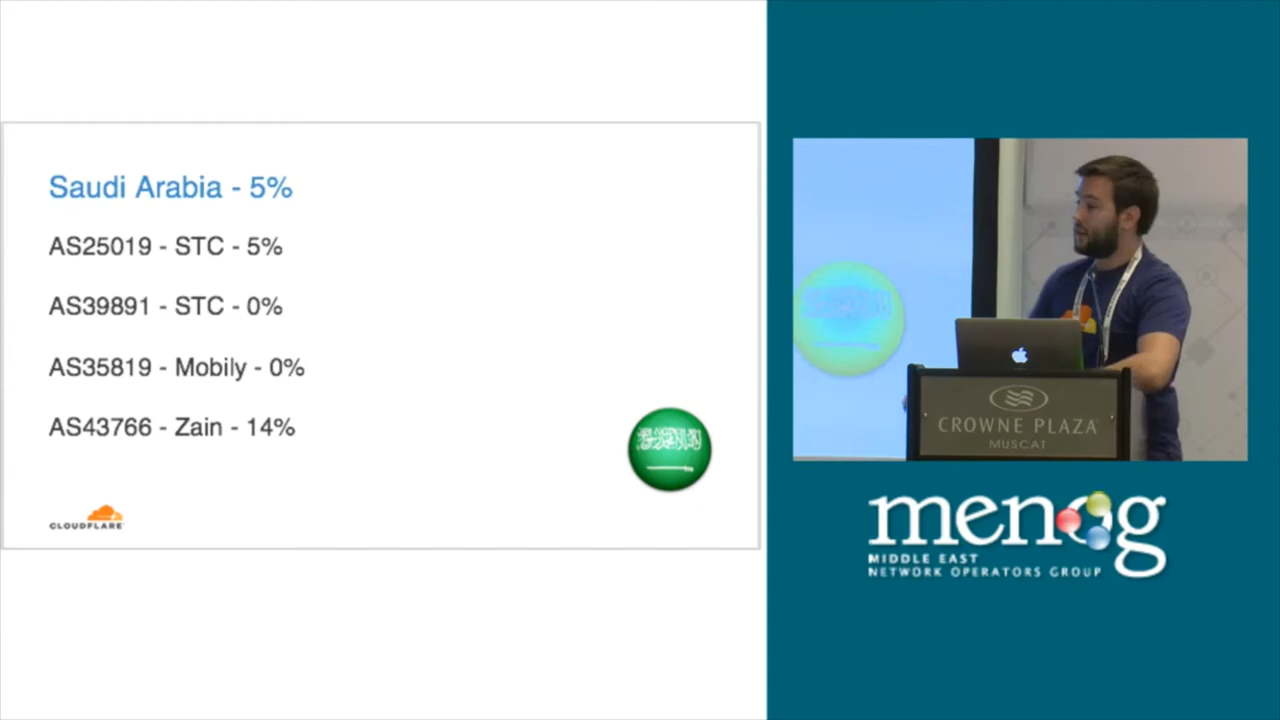 Saudi Arabia - 5%
AS25019 - STC - 5%
AS39891 - STC - 0%
AS35819 - Mobily - 0%
AS43766 - Zain - 14%
CLOUDFLARE
CROWNE PLAZA
MUSCAT
menog
MIDDLE EAST
NETWORK OPERATORS GROUP